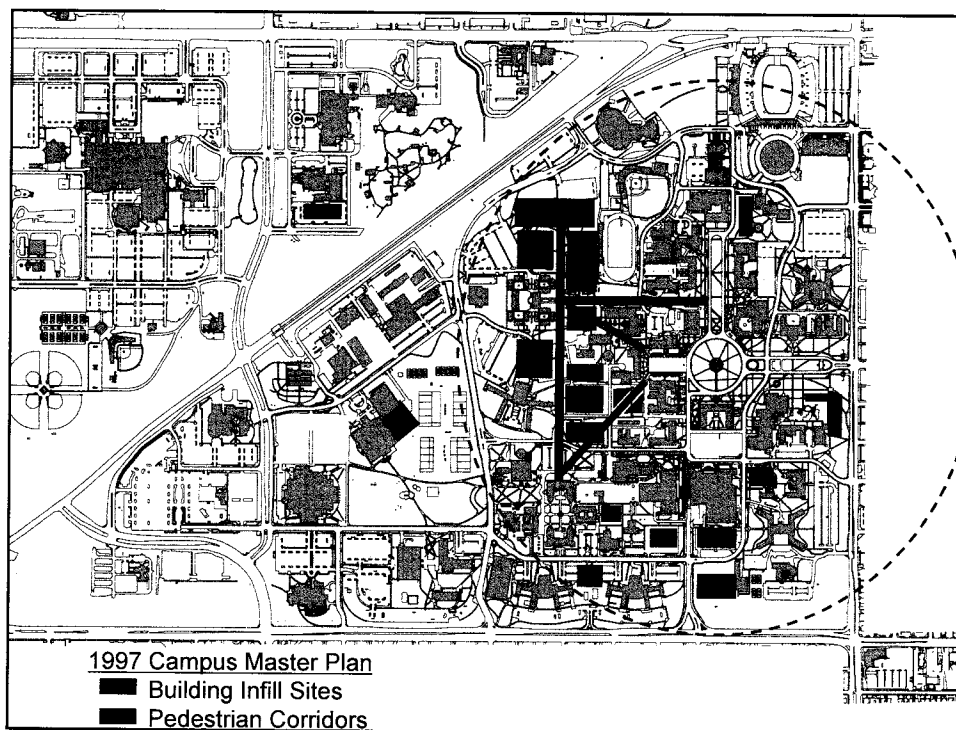 1997 Campus Master Plan
Building Infill Sites
Pedestrian Corridors